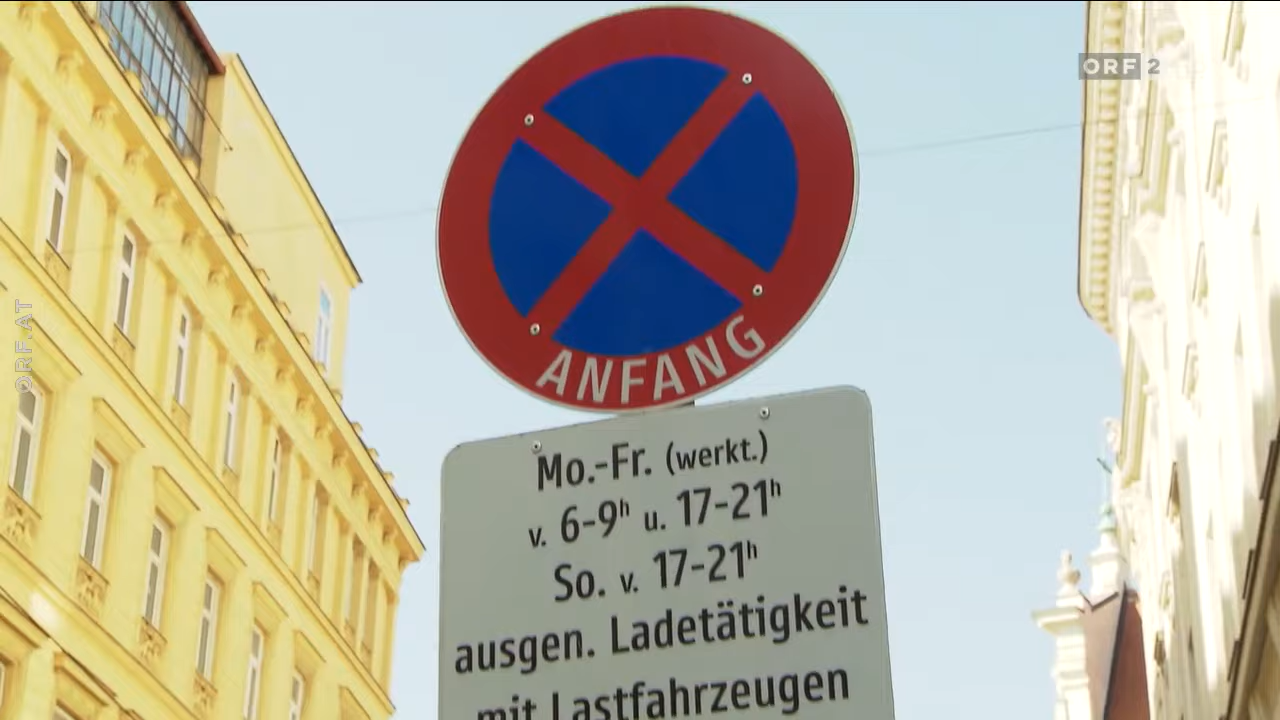 ORF 2
ORF.AT
ANFANG
Mo.-Fr. (werkt.)
v. 6-9h u. 17-21h
So. v. 17-21h
ausgen. Ladetätigkeit
mit Lastfahrzeugen